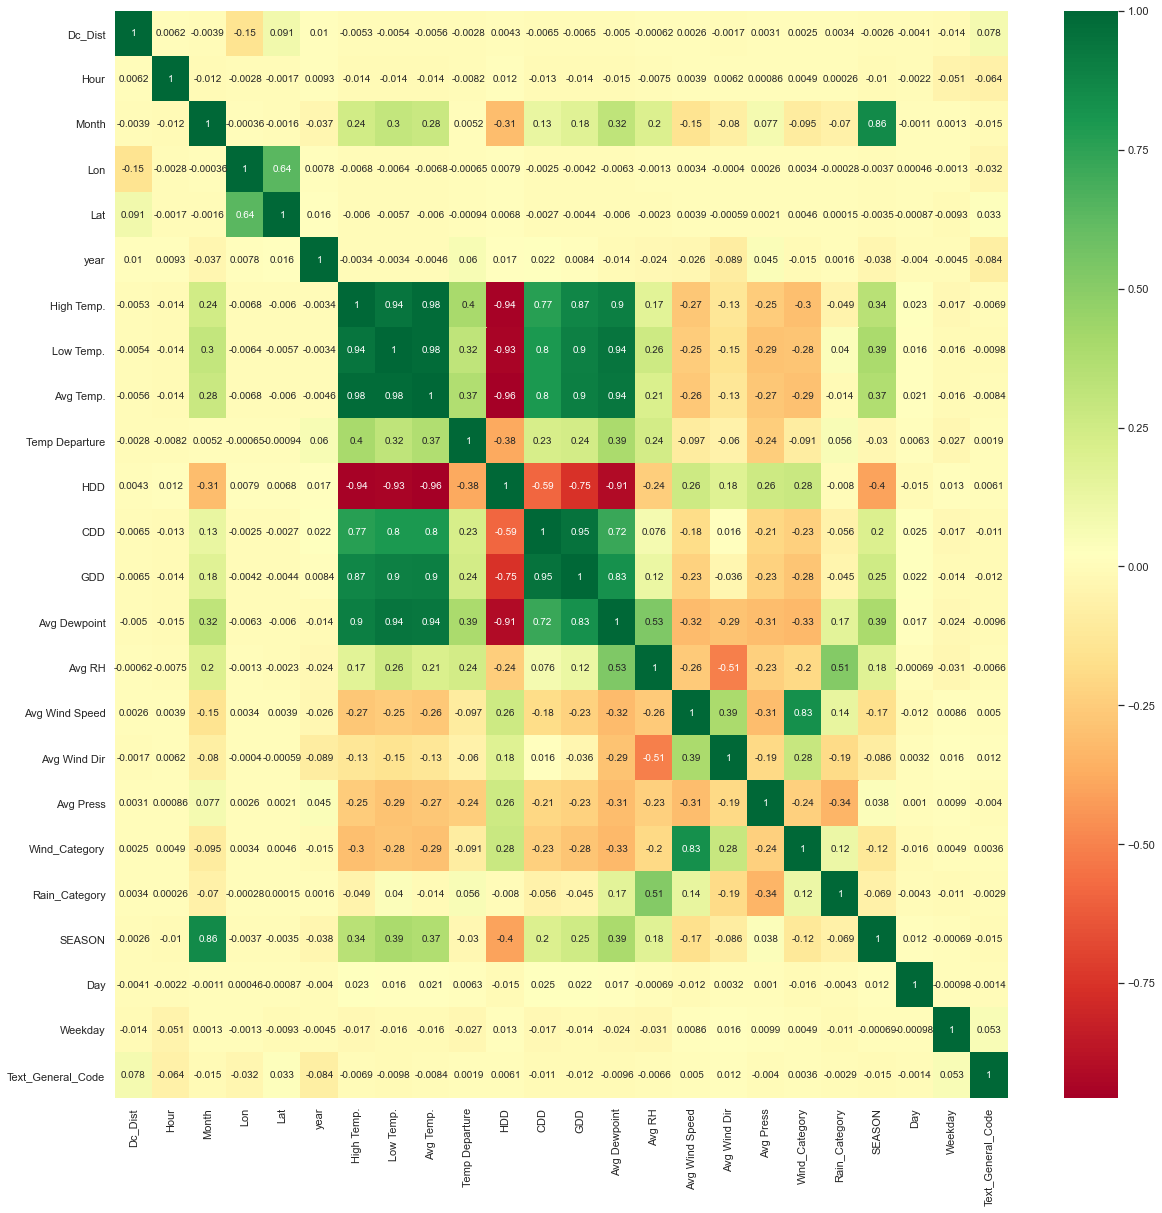 Dc_Dist 1 0.0062 -0.0039 -0.15 0.091 0.01 -0.0053 -0.0054 -0.0056 -0.0028 0.0043 -0.0065 -0.0065 -0.005 -0.00062 0.0026 -0.0017 0.0031 0.0025 0.0034 -0.0026 -0.0041 -0.014 0.078
Hour 0.0062 1 -0.012 -0.0028 -0.0017 0.0093 -0.014 -0.014 -0.014 -0.0082 0.012 -0.013 -0.014 -0.015 -0.0075 0.0039 0.0062 0.00086 0.0049 0.00026 -0.01 -0.0022 -0.051 -0.064
Month -0.0039 -0.012 1 -0.00036 -0.0016 -0.037 0.24 0.3 0.28 0.0052 -0.31 0.13 0.18 0.32 0.2 -0.15 -0.08 0.077 -0.095 -0.07 0.86 -0.0011 0.0013 -0.015
Lon -0.15 -0.0028 -0.00036 1 0.64 0.0078 -0.0068 -0.0064 -0.0068 -0.00065 0.0079 -0.0025 -0.0042 -0.0063 -0.0013 0.0034 -0.0004 0.0026 0.0034 -0.00028 -0.0037 0.00046 -0.0013 -0.032
Lat 0.091 -0.0017 -0.0016 0.64 1 0.016 -0.006 -0.0057 -0.006 -0.00094 0.0068 -0.0027 -0.0044 -0.006 -0.0023 0.0039 -0.00059 0.0021 0.0046 0.00015 -0.0035 -0.00087 -0.0093 0.033
year 0.01 0.0093 -0.037 0.0078 0.016 1 -0.0034 -0.0034 -0.0046 0.06 0.017 0.022 0.0084 -0.014 -0.024 -0.026 -0.089 0.045 -0.015 0.0016 -0.038 -0.004 -0.0045 -0.084
High Temp. -0.0053 -0.014 0.24 -0.0068 -0.006 -0.0034 1 0.94 0.98 0.4 -0.94 0.77 0.87 0.9 0.17 -0.27 -0.13 -0.25 -0.3 -0.049 0.34 0.023 -0.017 -0.0069
Low Temp. -0.0054 -0.014 0.3 -0.0064 -0.0057 -0.0034 0.94 1 0.98 0.32 -0.93 0.8 0.9 0.94 0.26 -0.25 -0.15 -0.29 -0.28 0.04 0.39 0.016 -0.016 -0.0098
Avg Temp. -0.0056 -0.014 0.28 -0.0068 -0.006 -0.0046 0.98 0.98 1 0.37 -0.96 0.8 0.9 0.94 0.21 -0.26 -0.13 -0.27 -0.29 -0.014 0.37 0.021 -0.016 -0.0084
Temp Departure -0.0028 -0.0082 0.0052 -0.00065 -0.00094 0.06 0.4 0.32 0.37 1 -0.38 0.23 0.24 0.39 0.24 -0.097 -0.06 -0.24 -0.091 0.056 -0.03 0.0063 -0.027 0.0019
HDD 0.0043 0.012 -0.31 0.0079 0.0068 0.017 -0.94 -0.93 -0.96 -0.38 1 -0.59 -0.75 -0.91 -0.24 0.26 0.18 0.26 0.28 -0.008 -0.4 -0.015 0.013 0.0061
CDD -0.0065 -0.013 0.13 -0.0025 -0.0027 0.022 0.77 0.8 0.8 0.23 -0.59 1 0.95 0.72 0.076 -0.18 0.016 -0.21 -0.23 -0.056 0.2 0.025 -0.017 -0.011
GDD -0.0065 -0.014 0.18 -0.0042 -0.0044 0.0084 0.87 0.9 0.9 0.24 -0.75 0.95 1 0.83 0.12 -0.23 -0.036 -0.23 -0.28 -0.045 0.25 0.022 -0.014 -0.012
Avg Dewpoint -0.005 -0.015 0.32 -0.0063 -0.006 -0.014 0.9 0.94 0.94 0.39 -0.91 0.72 0.83 1 0.53 -0.32 -0.29 -0.31 -0.33 0.17 0.39 0.017 -0.024 -0.0096
Avg RH -0.00062 -0.0075 0.2 -0.0013 -0.0023 -0.024 0.17 0.26 0.21 0.24 -0.24 0.076 0.12 0.53 1 -0.26 -0.51 -0.23 -0.2 0.51 0.18 -0.00069 -0.031 -0.0066
Avg Wind Speed 0.0026 0.0039 -0.15 0.0034 0.0039 -0.026 -0.27 -0.25 -0.26 -0.097 0.26 -0.18 -0.23 -0.32 -0.26 1 0.39 -0.31 0.83 0.14 -0.17 -0.012 0.0086 0.005
Avg Wind Dir -0.0017 0.0062 -0.08 -0.0004 -0.00059 -0.089 -0.13 -0.15 -0.13 -0.06 0.18 0.016 -0.036 -0.29 -0.51 0.39 1 -0.19 0.28 -0.19 -0.086 0.0032 0.016 0.012
Avg Press 0.0031 0.00086 0.077 0.0026 0.0021 0.045 -0.25 -0.29 -0.27 -0.24 0.26 -0.21 -0.23 -0.31 -0.23 -0.31 -0.19 1 -0.24 -0.34 0.038 0.001 0.0099 -0.004
Wind_Category 0.0025 0.0049 -0.095 0.0034 0.0046 -0.015 -0.3 -0.28 -0.29 -0.091 0.28 -0.23 -0.28 -0.33 -0.2 0.83 0.28 -0.24 1 0.12 -0.12 -0.016 0.0049 0.0036
Rain_Category 0.0034 0.00026 -0.07 -0.00028 0.00015 0.0016 -0.049 0.04 -0.014 0.056 -0.008 -0.056 -0.045 0.17 0.51 0.14 -0.19 -0.34 0.12 1 -0.069 -0.0043 -0.011 -0.0029
SEASON -0.0026 -0.01 0.86 -0.0037 -0.0035 -0.038 0.34 0.39 0.37 -0.03 -0.4 0.2 0.25 0.39 0.18 -0.17 -0.086 0.038 -0.12 -0.069 1 0.012 -0.00069 -0.015
Day -0.0041 -0.0022 -0.0011 0.00046 -0.00087 -0.004 0.023 0.016 0.021 0.0063 -0.015 0.025 0.022 0.017 -0.00069 -0.012 0.0032 0.001 -0.016 -0.0043 0.012 1 -0.00098 -0.0014
Weekday -0.014 -0.051 0.0013 -0.0013 -0.0093 -0.0045 -0.017 -0.016 -0.016 -0.027 0.013 -0.017 -0.014 -0.024 -0.031 0.0086 0.016 0.0099 0.0049 -0.011 -0.00069 -0.00098 1 0.053
Text_General_Code 0.078 -0.064 -0.015 -0.032 0.033 -0.084 -0.0069 -0.0098 -0.0084 0.0019 0.0061 -0.011 -0.012 -0.0096 -0.0066 0.005 0.012 -0.004 0.0036 -0.0029 -0.015 -0.0014 0.053 1
Dc_Dist Hour Month Lon Lat year High Temp. Low Temp. Avg Temp. Temp Departure HDD CDD GDD Avg Dewpoint Avg RH Avg Wind Speed Avg Wind Dir Avg Press Wind_Category Rain_Category SEASON Day Weekday Text_General_Code
1.00
0.75
0.50
0.25
0.00
−0.25
−0.50
−0.75